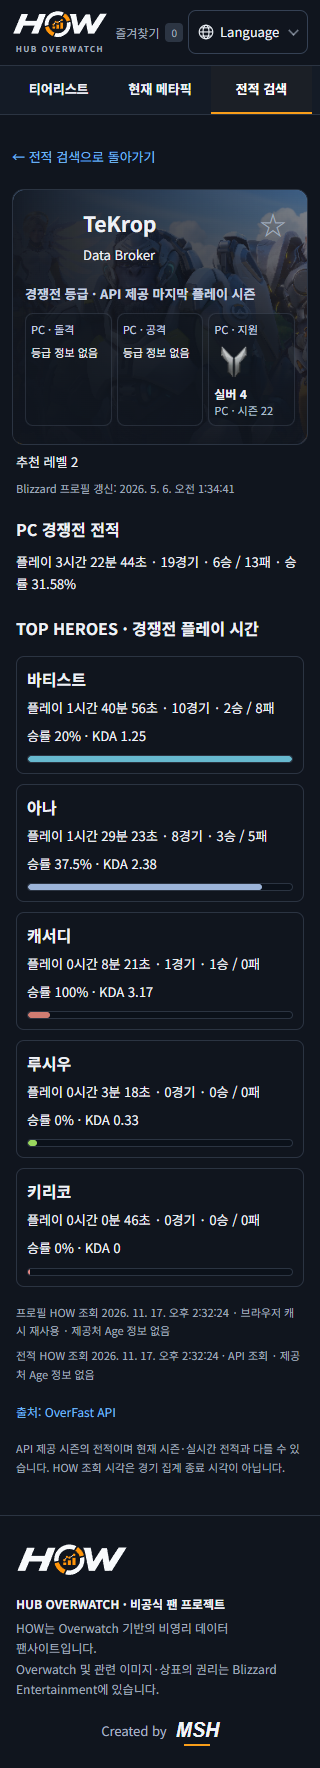 HOW
HUB OVERWATCH
즐겨찾기 0
Language
티어리스트 현재 메타픽 전적 검색
← 전적 검색으로 돌아가기
TeKrop
Data Broker
경쟁전 등급 · API 제공 마지막 플레이 시즌
PC · 돌격
등급 정보 없음
PC · 공격
등급 정보 없음
PC · 지원
실버 4
PC · 시즌 22
추천 레벨 2
Blizzard 프로필 갱신: 2026. 5. 6. 오전 1:34:41
PC 경쟁전 전적
플레이 3시간 22분 44초 · 19경기 · 6승 / 13패 · 승
률 31.58%
TOP HEROES · 경쟁전 플레이 시간
바티스트
플레이 1시간 40분 56초 · 10경기 · 2승 / 8패
승률 20% · KDA 1.25
아나
플레이 1시간 29분 23초 · 8경기 · 3승 / 5패
승률 37.5% · KDA 2.38
캐서디
플레이 0시간 8분 21초 · 1경기 · 1승 / 0패
승률 100% · KDA 3.17
루시우
플레이 0시간 3분 18초 · 0경기 · 0승 / 0패
승률 0% · KDA 0.33
키리코
플레이 0시간 0분 46초 · 0경기 · 0승 / 0패
승률 0% · KDA 0
프로필 HOW 조회 2026. 11. 17. 오후 2:32:24 · 브라우저 캐
시 재사용 · 제공처 Age 정보 없음
전적 HOW 조회 2026. 11. 17. 오후 2:32:24 · API 조회 · 제공
처 Age 정보 없음
출처: OverFast API
API 제공 시즌의 전적이며 현재 시즌·실시간 전적과 다를 수 있
습니다. HOW 조회 시각은 경기 집계 종료 시각이 아닙니다.
HOW
HUB OVERWATCH · 비공식 팬 프로젝트
HOW는 Overwatch 기반의 비영리 데이터
팬사이트입니다.
Overwatch 및 관련 이미지·상표의 권리는 Blizzard
Entertainment에 있습니다.
Created by MSH